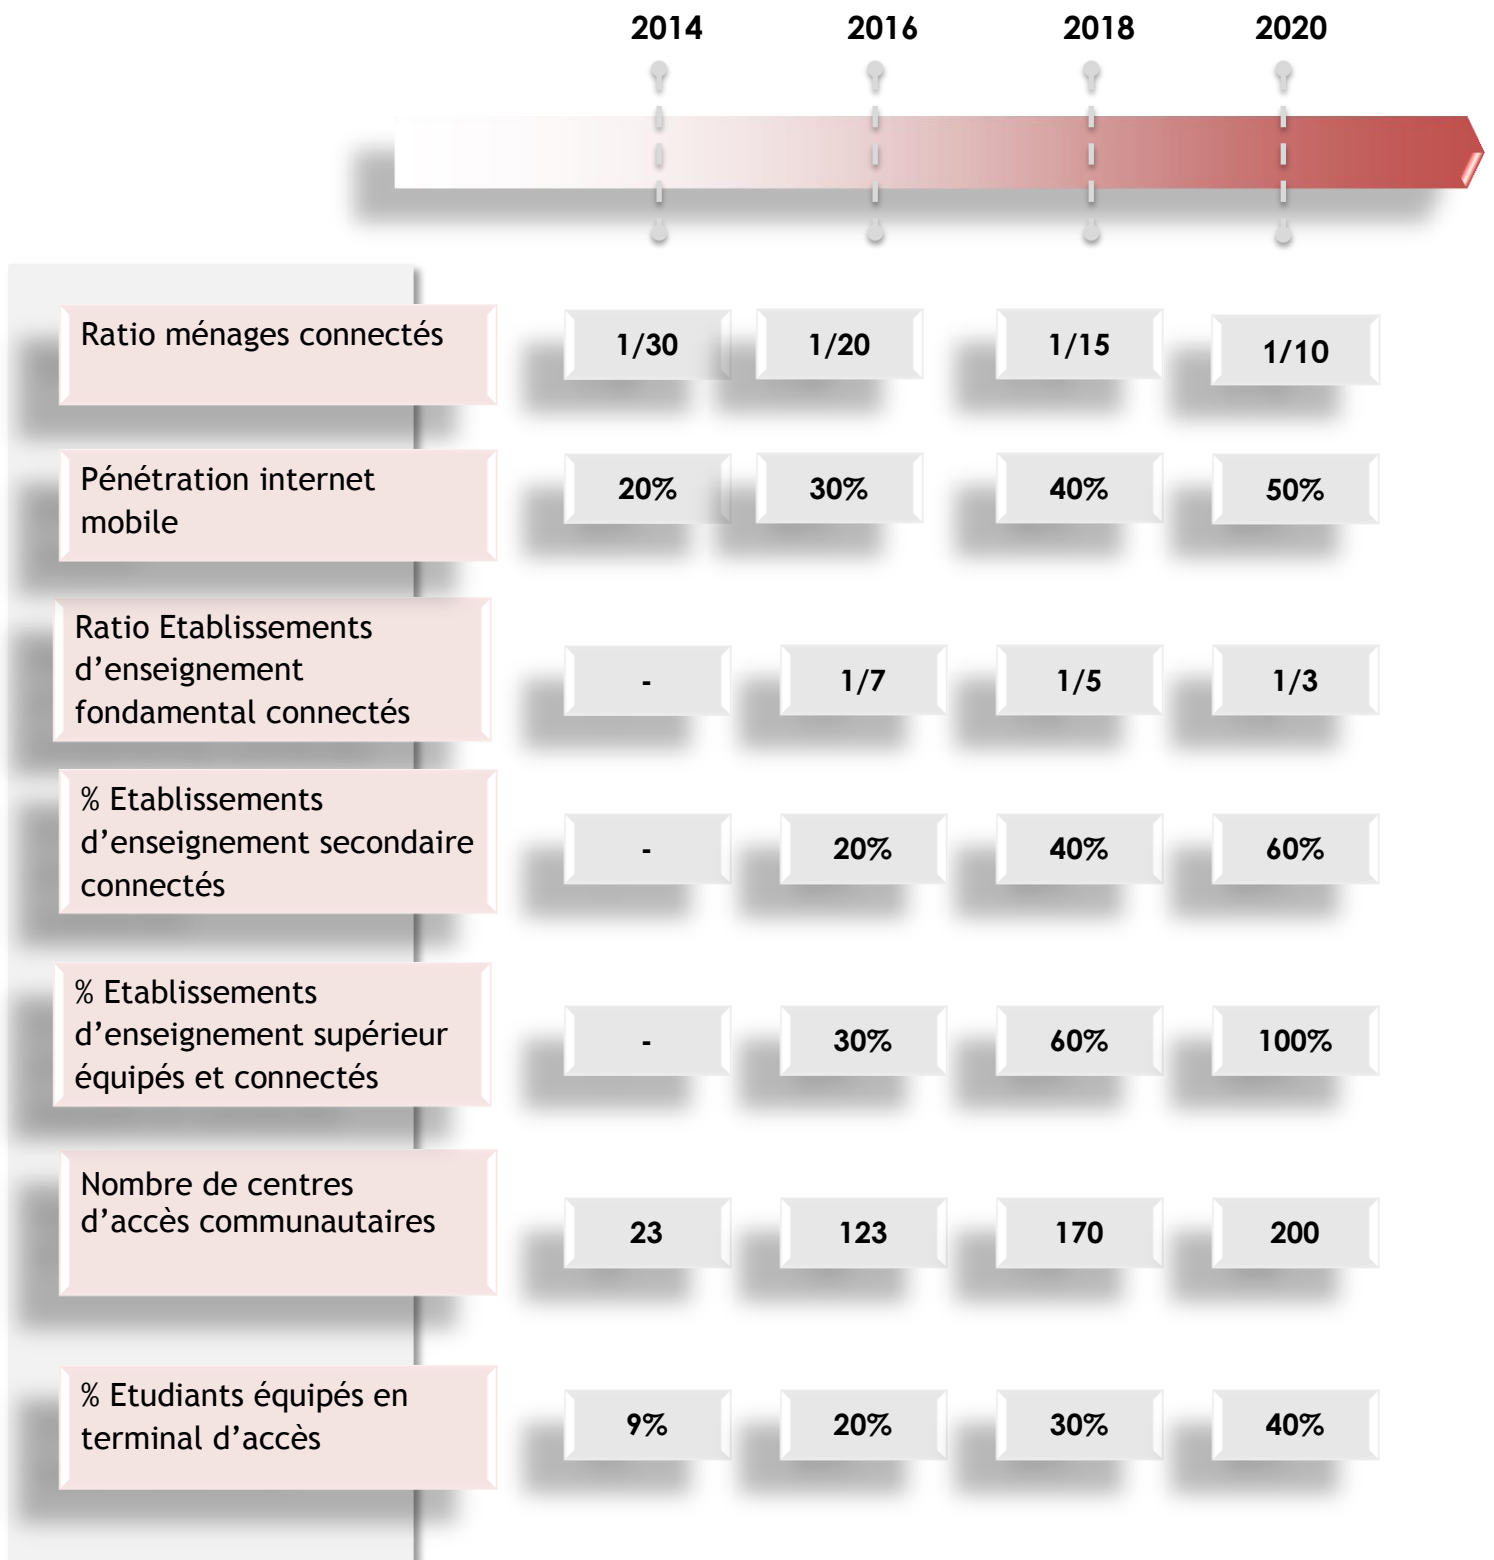 2014 2016 2018 2020
Ratio ménages connectés
1/30 1/20 1/15 1/10
Pénétration internet
mobile
20% 30% 40% 50%
Ratio Etablissements
d’enseignement
fondamental connectés
- 1/7 1/5 1/3
% Etablissements
d’enseignement secondaire
connectés
- 20% 40% 60%
% Etablissements
d’enseignement supérieur
équipés et connectés
- 30% 60% 100%
Nombre de centres
d’accès communautaires
23 123 170 200
% Etudiants équipés en
terminal d’accès
9% 20% 30% 40%